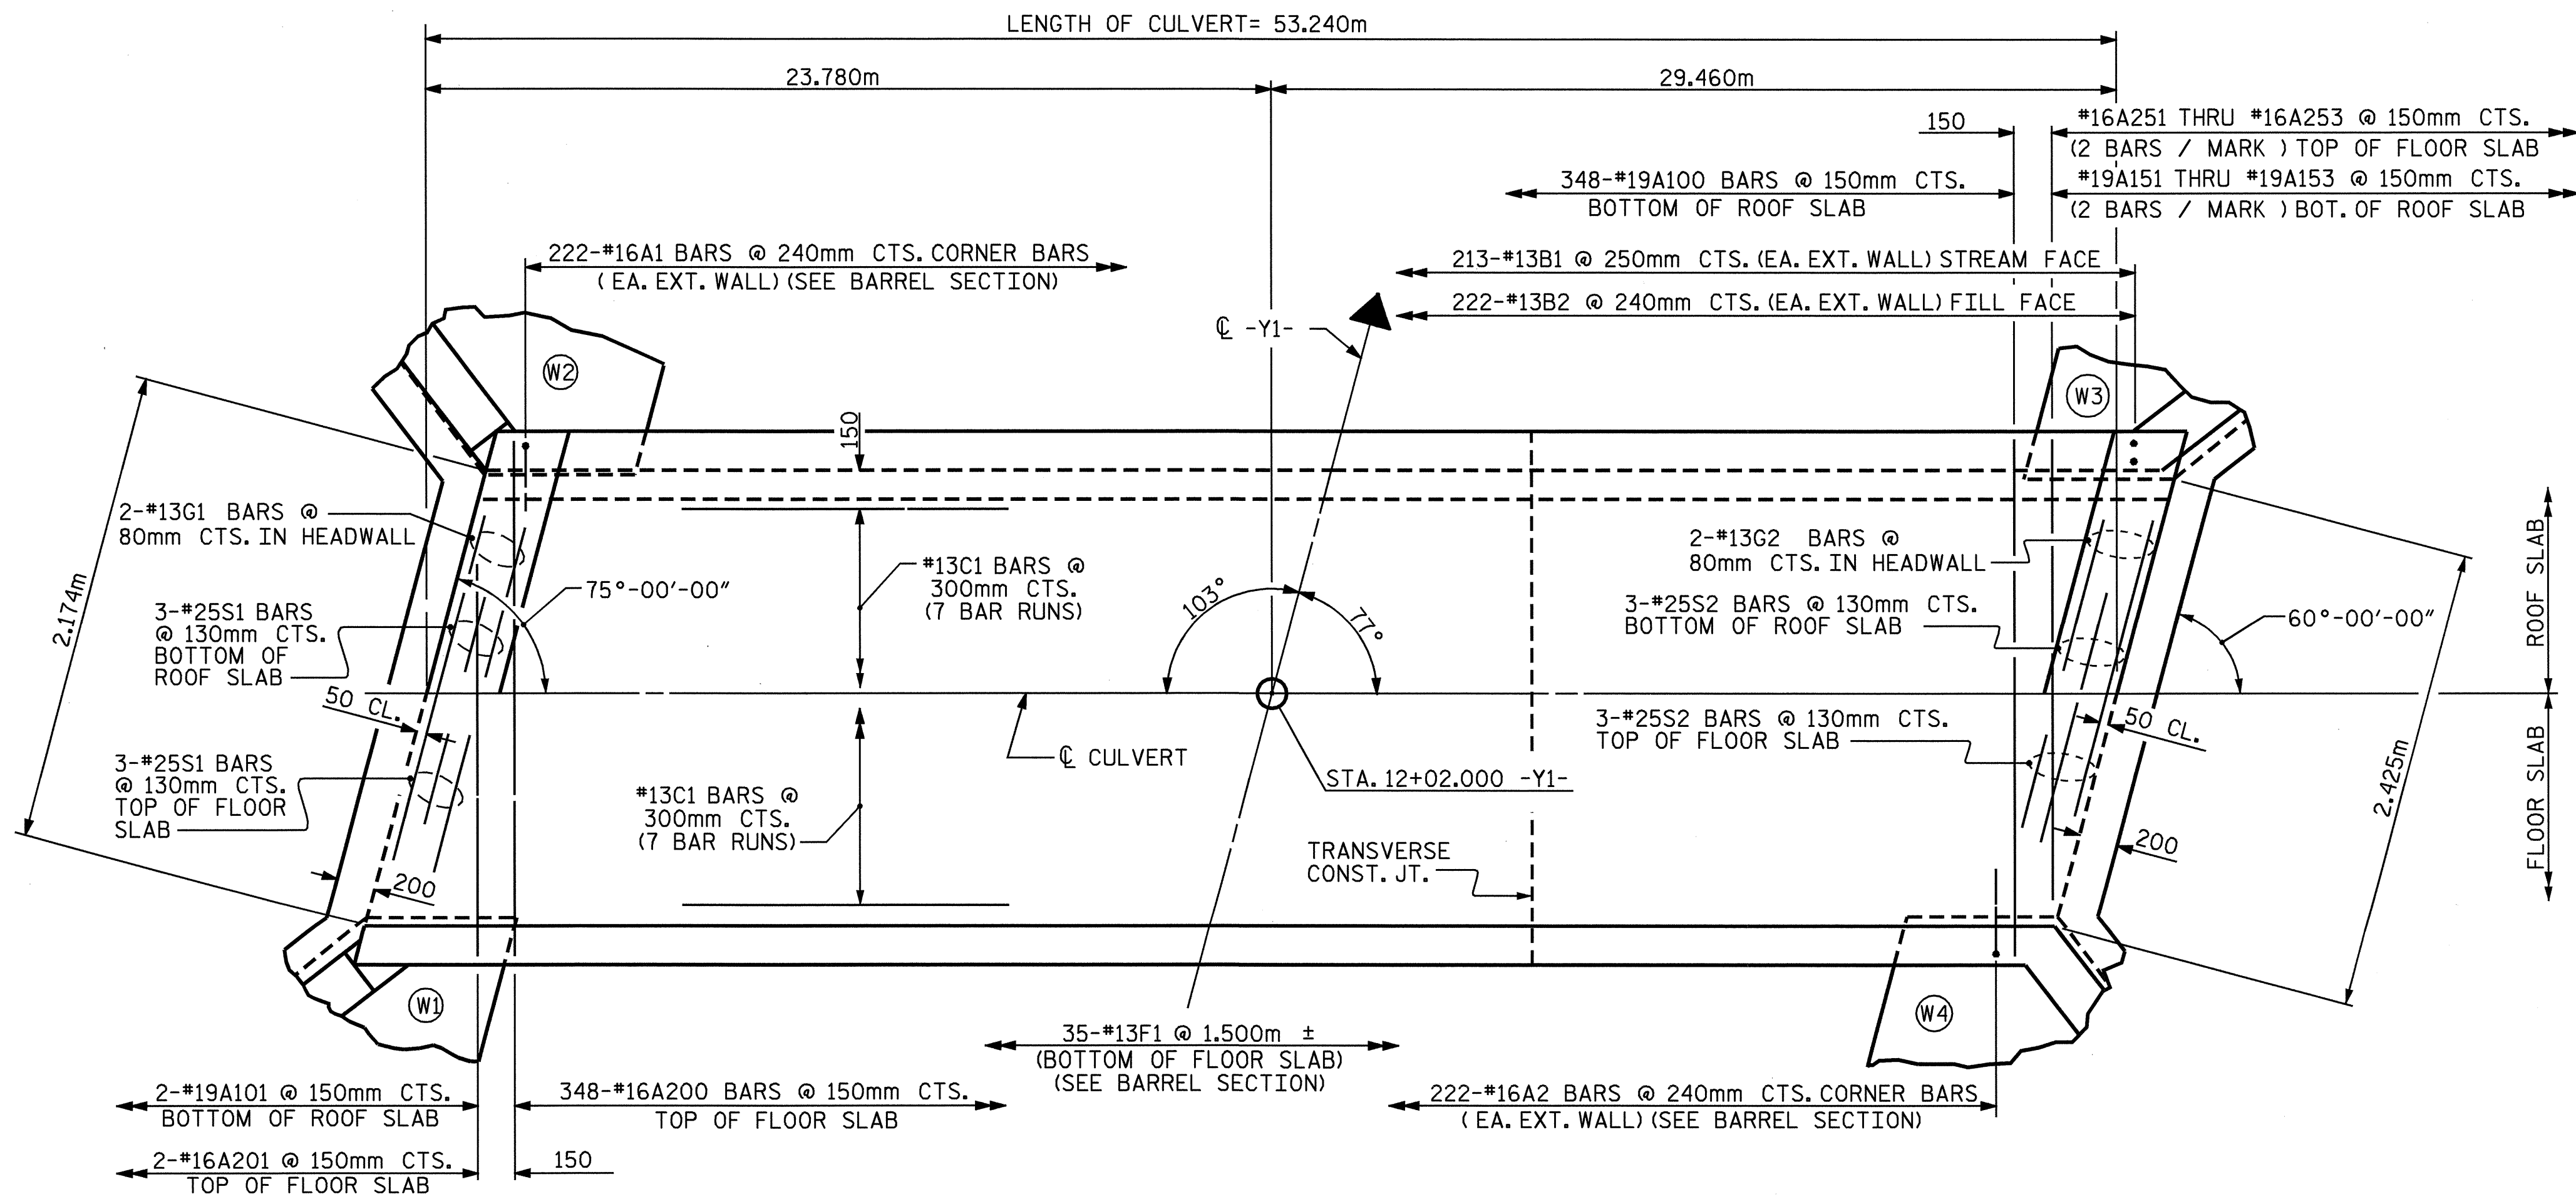 LENGTH OF CULVERT= 53.240m
23.780m
29.460m
150
#16A251 THRU #16A253 @ 150mm CTS.
(2 BARS / MARK ) TOP OF FLOOR SLAB
348-#19A100 BARS @ 150mm CTS.
BOTTOM OF ROOF SLAB
#19A151 THRU #19A153 @ 150mm CTS.
(2 BARS / MARK ) BOT. OF ROOF SLAB
222-#16A1 BARS @ 240mm CTS. CORNER BARS
( EA. EXT. WALL) (SEE BARREL SECTION)
213-#13B1 @ 250mm CTS. (EA. EXT. WALL) STREAM FACE
222-#13B2 @ 240mm CTS. (EA. EXT. WALL) FILL FACE
℄ -Y1-
W2
W3
150
2-#13G1 BARS @
80mm CTS. IN HEADWALL
#13C1 BARS @
300mm CTS.
(7 BAR RUNS)
75°-00'-00"
103°
77°
2-#13G2 BARS @
80mm CTS. IN HEADWALL
3-#25S1 BARS
@ 130mm CTS.
BOTTOM OF
ROOF SLAB
3-#25S2 BARS @ 130mm CTS.
BOTTOM OF ROOF SLAB
60°-00'-00"
ROOF SLAB
2.174m
50 CL.
50 CL.
3-#25S2 BARS @ 130mm CTS.
TOP OF FLOOR SLAB
℄ CULVERT
STA. 12+02.000 -Y1-
3-#25S1 BARS
@ 130mm CTS.
TOP OF FLOOR
SLAB
#13C1 BARS @
300mm CTS.
(7 BAR RUNS)
2.425m
FLOOR SLAB
TRANSVERSE
CONST. JT.
200
200
W1
W4
35-#13F1 @ 1.500m ±
(BOTTOM OF FLOOR SLAB)
(SEE BARREL SECTION)
2-#19A101 @ 150mm CTS.
BOTTOM OF ROOF SLAB
348-#16A200 BARS @ 150mm CTS.
TOP OF FLOOR SLAB
222-#16A2 BARS @ 240mm CTS. CORNER BARS
( EA. EXT. WALL) (SEE BARREL SECTION)
2-#16A201 @ 150mm CTS.
TOP OF FLOOR SLAB
150